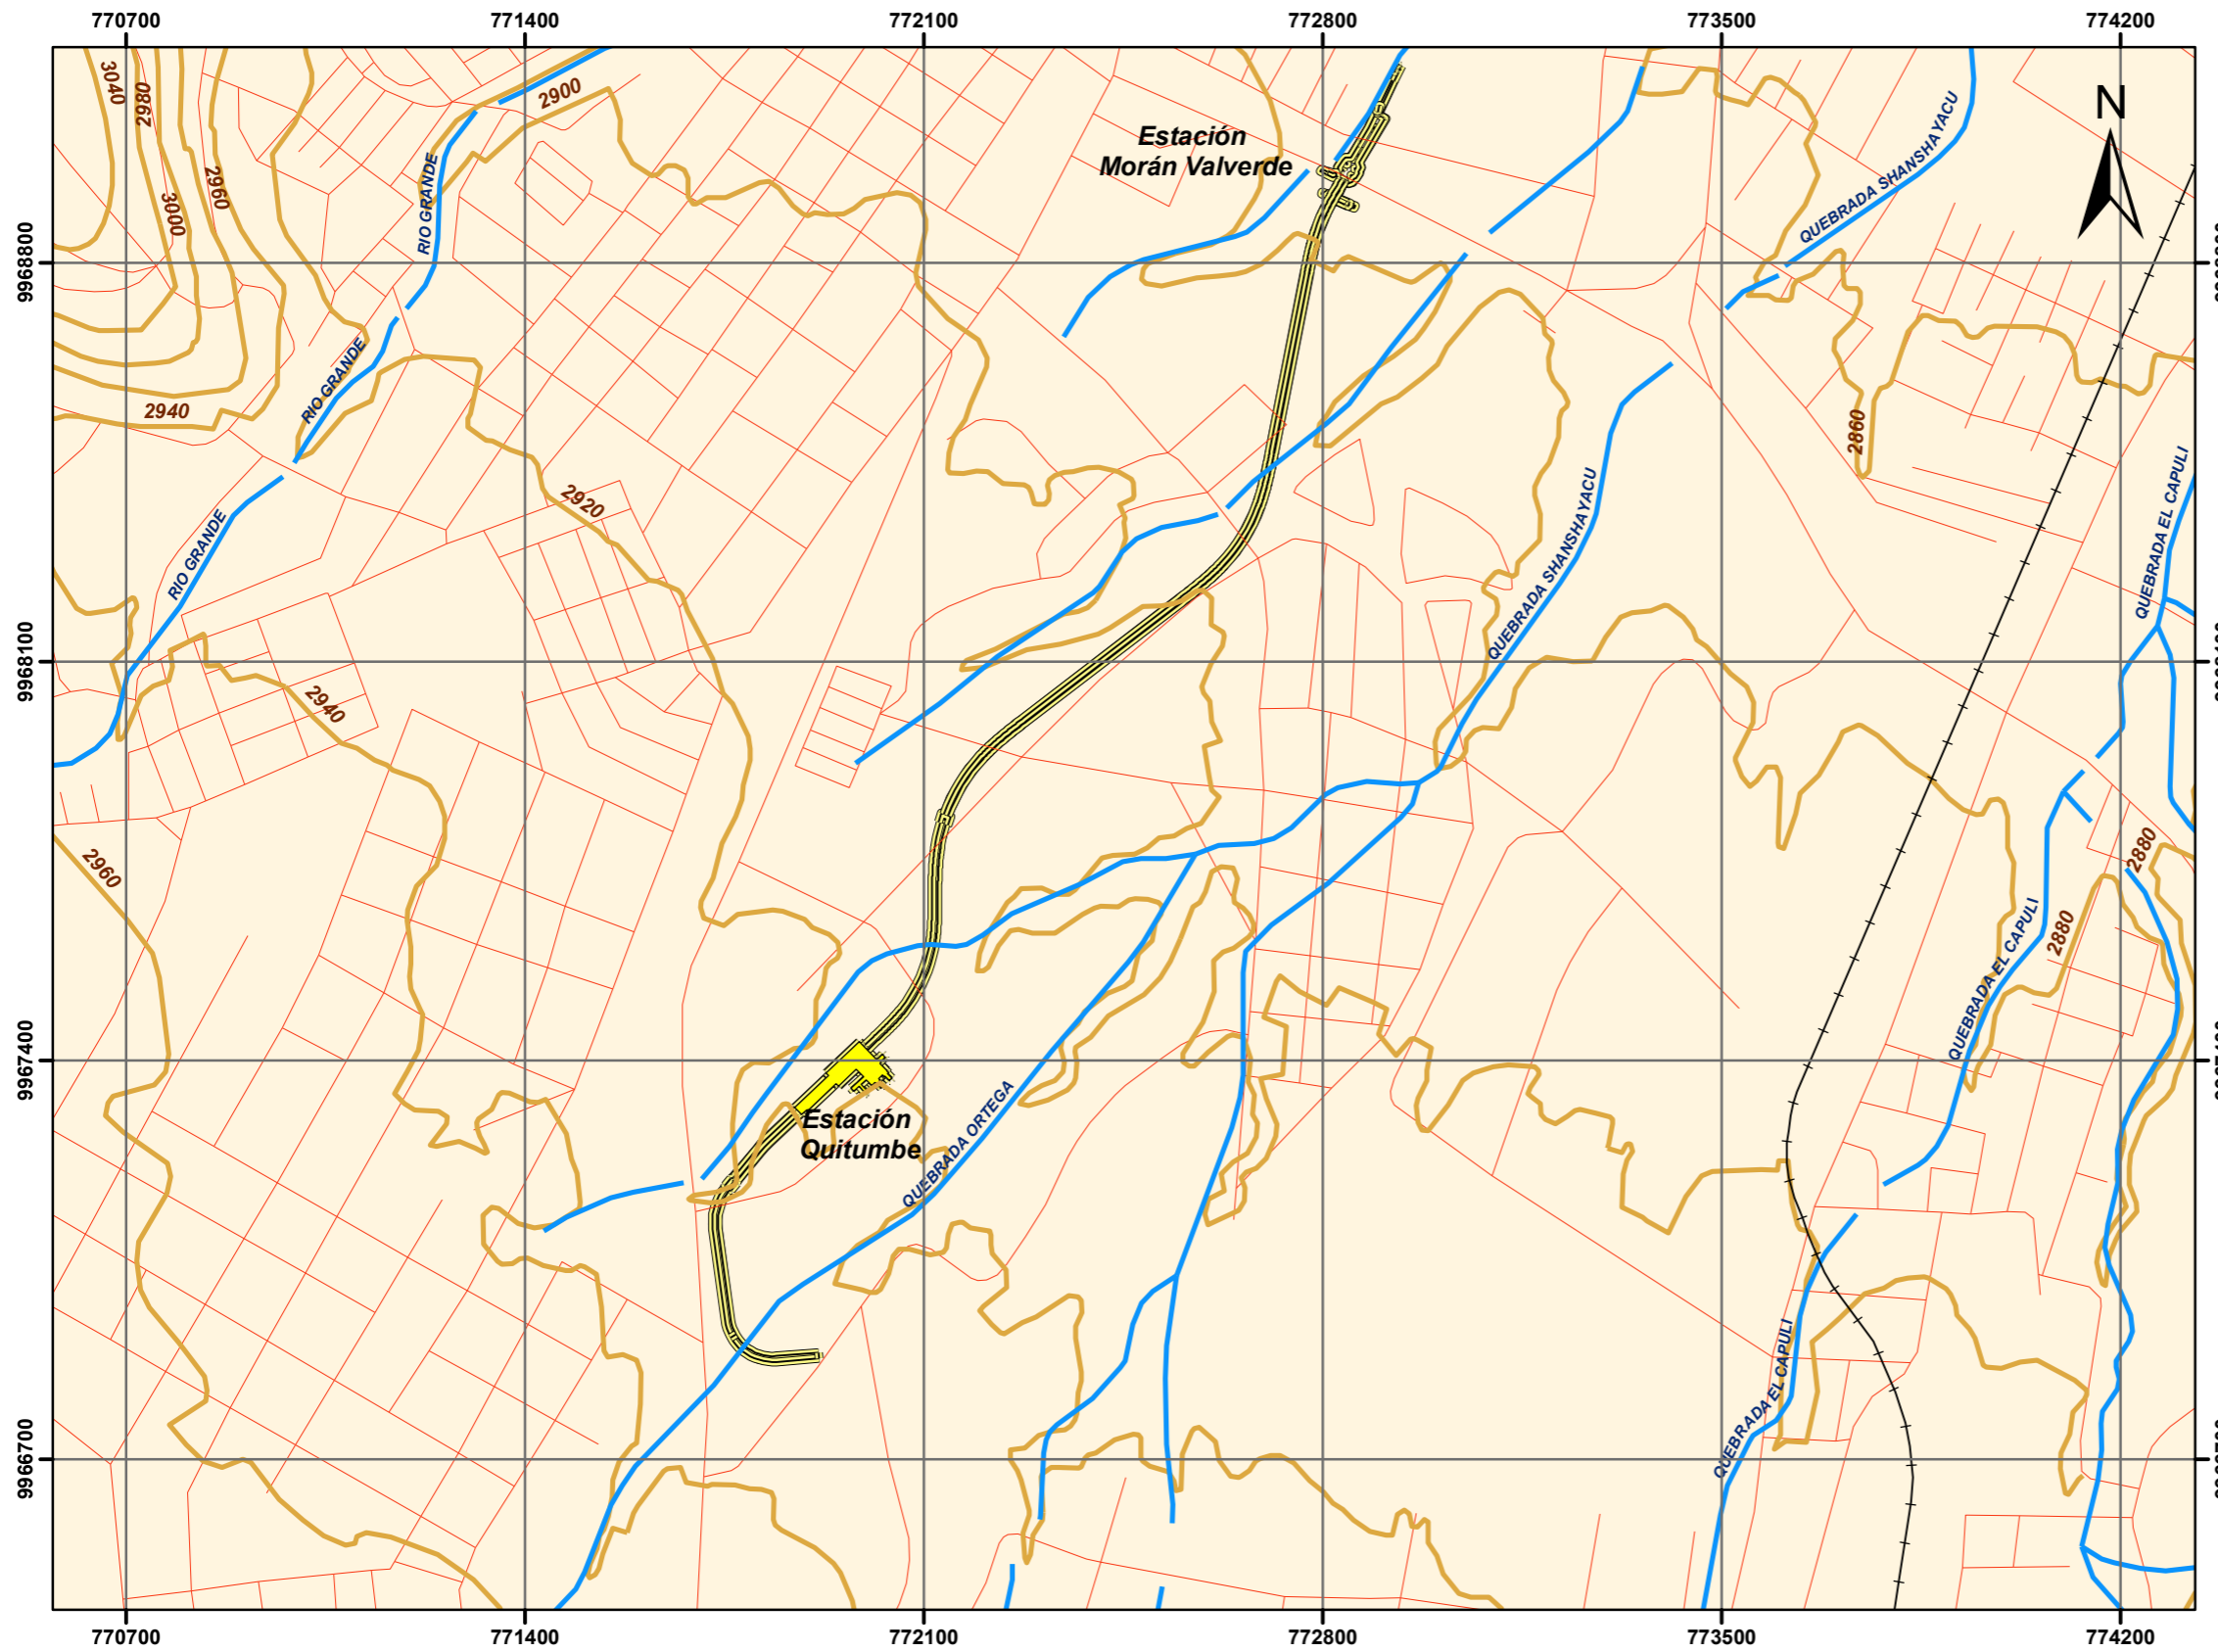 770700
771400
772100
772800
773500
774200
3040
2980
2900
Estación
Morán Valverde
N
QUEBRADA SHANSHAYACU
RIO GRANDE
3000
2960
9968800
RIO GRANDE
2940
2860
2920
RIO GRANDE
QUEBRADA SHANSHAYACU
QUEBRADA EL CAPULI
9968100
2940
2960
2880
2880
QUEBRADA EL CAPULI
9967400
Estación
Quitumbe
QUEBRADA ORTEGA
QUEBRADA EL CAPULI
9966700
770700
771400
772100
772800
773500
774200